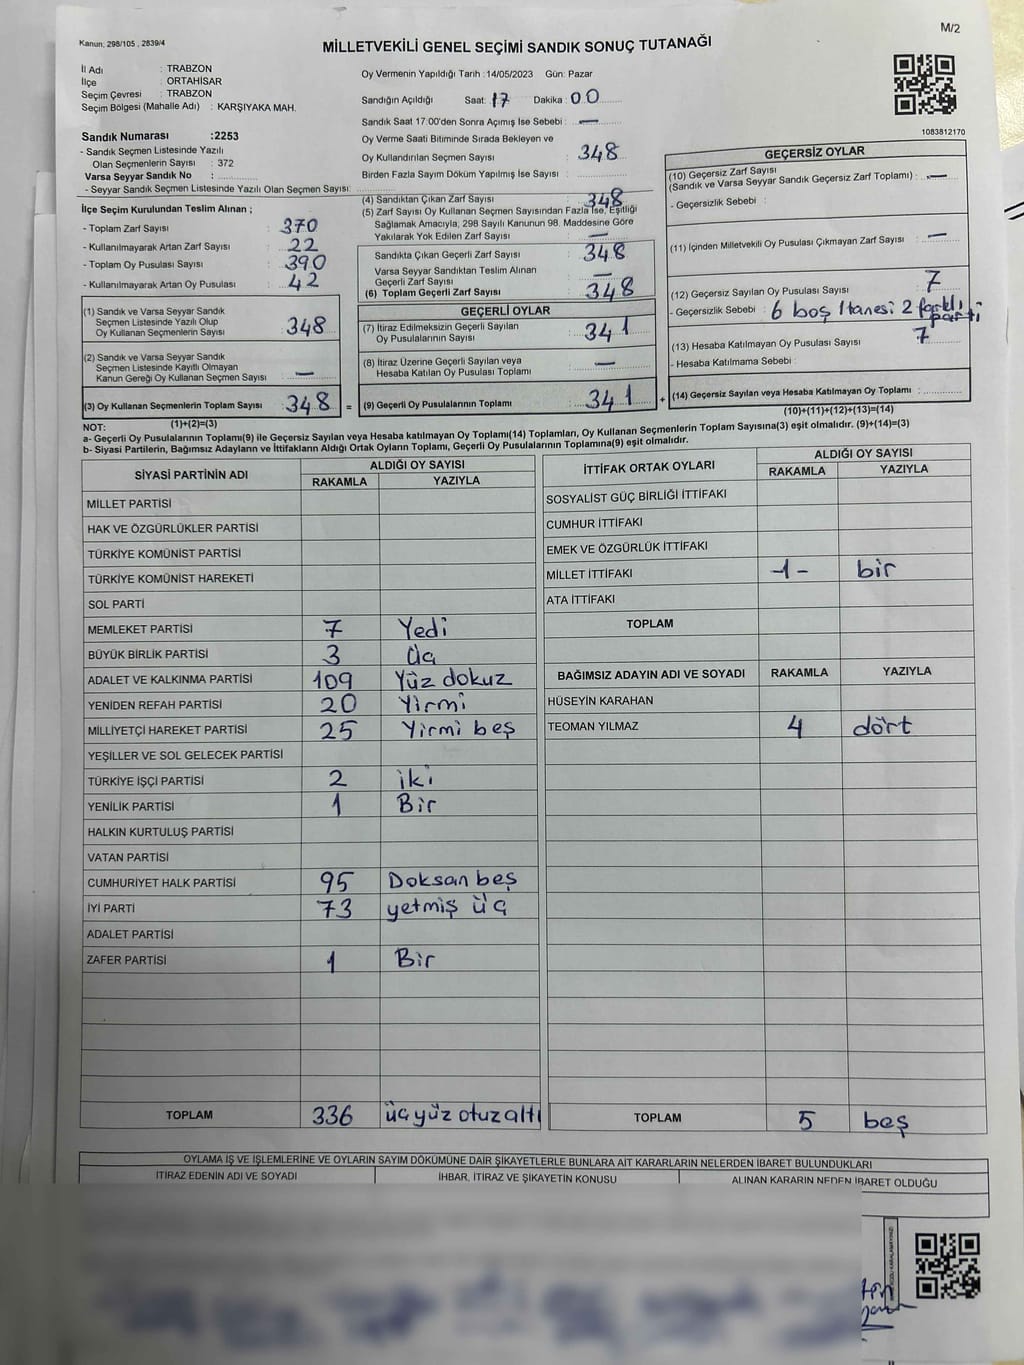 Kanun, 298/105 , 2839/4
M/2
MİLLETVEKİLİ GENEL SEÇİMİ SANDIK SONUÇ TUTANAĞI
İl Adı : TRABZON
İlçe : ORTAHİSAR
Seçim Çevresi : TRABZON
Seçim Bölgesi (Mahalle Adı) : KARŞIYAKA MAH.
Sandık Numarası :2253
- Sandık Seçmen Listesinde Yazılı
Olan Seçmenlerin Sayısı : 372
Varsa Seyyar Sandık No :
- Seyyar Sandık Seçmen Listesinde Yazılı Olan Seçmen Sayısı:
Oy Vermenin Yapıldığı Tarih :14/05/2023 Gün: Pazar
Sandığın Açıldığı Saat: 17 Dakika: 00
Sandık Saat 17.00'den Sonra Açımış İse Sebebi : —
Oy Verme Saati Bitiminde Sırada Bekleyen ve
Oy Kullandırılan Seçmen Sayısı : 348
Birden Fazla Sayım Döküm Yapılmış İse Sayısı :
1083812170
İlçe Seçim Kurulundan Teslim Alınan ;
- Toplam Zarf Sayısı : 370
- Kullanılmayarak Artan Zarf Sayısı : 22
- Toplam Oy Pusulası Sayısı : 390
- Kullanılmayarak Artan Oy Pusulası : 42
(1) Sandık ve Varsa Seyyar Sandık
Seçmen Listesinde Yazılı Olup
Oy Kullanan Seçmenlerin Sayısı : 348
(2) Sandık ve Varsa Seyyar Sandık
Seçmen Listesinde Kayıtlı Olmayan
Kanun Gereği Oy Kullanan Seçmen Sayısı : —
(3) Oy Kullanan Seçmenlerin Toplam Sayısı : 348 =
(1)+(2)=(3)
(4) Sandıktan Çıkan Zarf Sayısı : 348
(5) Zarf Sayısı Oy Kullanan Seçmen Sayısından Fazla İse, Eşitliği
Sağlamak Amacıyla; 298 Sayılı Kanunun 98. Maddesine Göre
Yakılarak Yok Edilen Zarf Sayısı : —
Sandıkta Çıkan Geçerli Zarf Sayısı : 348
Varsa Seyyar Sandıktan Teslim Alınan
Geçerli Zarf Sayısı : —
(6) Toplam Geçerli Zarf Sayısı : 348
GEÇERLİ OYLAR
(7) İtiraz Edilmeksizin Geçerli Sayılan
Oy Pusulalarının Sayısı : 341
(8) İtiraz Üzerine Geçerli Sayılan veya
Hesaba Katılan Oy Pusulası Toplamı : —
(9) Geçerli Oy Pusulalarının Toplamı : 341 +
GEÇERSİZ OYLAR
(10) Geçersiz Zarf Sayısı
(Sandık ve Varsa Seyyar Sandık Geçersiz Zarf Toplamı) : —
- Geçersizlik Sebebi :
(11) İçinden Milletvekili Oy Pusulası Çıkmayan Zarf Sayısı : —
(12) Geçersiz Sayılan Oy Pusulası Sayısı : 7
- Geçersizlik Sebebi : 6 boş 1 tanesi 2 farklı
parti
(13) Hesaba Katılmayan Oy Pusulası Sayısı : 7
- Hesaba Katılmama Sebebi :
(14) Geçersiz Sayılan veya Hesaba Katılmayan Oy Toplamı :
(10)+(11)+(12)+(13)=(14)
NOT:
a- Geçerli Oy Pusulalarının Toplamı(9) ile Geçersiz Sayılan veya Hesaba katılmayan Oy Toplamı(14) Toplamları, Oy Kullanan Seçmenlerin Toplam Sayısına(3) eşit olmalıdır. (9)+(14)=(3)
b- Siyasi Partilerin, Bağımsız Adayların ve İttifakların Aldığı Ortak Oyların Toplamı, Geçerli Oy Pusulalarının Toplamına(9) eşit olmalıdır.
SİYASİ PARTİNİN ADI ALDIĞI OY SAYISI
RAKAMLA YAZIYLA
MİLLET PARTİSİ
HAK VE ÖZGÜRLÜKLER PARTİSİ
TÜRKİYE KOMÜNİST PARTİSİ
TÜRKİYE KOMÜNİST HAREKETİ
SOL PARTİ
MEMLEKET PARTİSİ 7 Yedi
BÜYÜK BİRLİK PARTİSİ 3 Üç
ADALET VE KALKINMA PARTİSİ 109 Yüz dokuz
YENİDEN REFAH PARTİSİ 20 Yirmi
MİLLİYETÇİ HAREKET PARTİSİ 25 Yirmi beş
YEŞİLLER VE SOL GELECEK PARTİSİ
TÜRKİYE İŞÇİ PARTİSİ 2 iki
YENİLİK PARTİSİ 1 Bir
HALKIN KURTULUŞ PARTİSİ
VATAN PARTİSİ
CUMHURİYET HALK PARTİSİ 95 Doksan beş
İYİ PARTİ 73 yetmiş üç
ADALET PARTİSİ
ZAFER PARTİSİ 1 Bir
TOPLAM 336 üç yüz otuz altı
İTTİFAK ORTAK OYLARI ALDIĞI OY SAYISI
RAKAMLA YAZIYLA
SOSYALİST GÜÇ BİRLİĞİ İTTİFAKI
CUMHUR İTTİFAKI
EMEK VE ÖZGÜRLÜK İTTİFAKI
MİLLET İTTİFAKI -1- bir
ATA İTTİFAKI
TOPLAM
BAĞIMSIZ ADAYIN ADI VE SOYADI RAKAMLA YAZIYLA
HÜSEYİN KARAHAN
TEOMAN YILMAZ 4 dört
TOPLAM 5 beş
OYLAMA İŞ VE İŞLEMLERİNE VE OYLARIN SAYIM DÖKÜMÜNE DAİR ŞİKAYETLERLE BUNLARA AİT KARARLARIN NELERDEN İBARET BULUNDUKLARI
İTİRAZ EDENİN ADI VE SOYADI İHBAR, İTİRAZ VE ŞİKAYETİN KONUSU ALINAN KARARIN NEDEN İBARET OLDUĞU